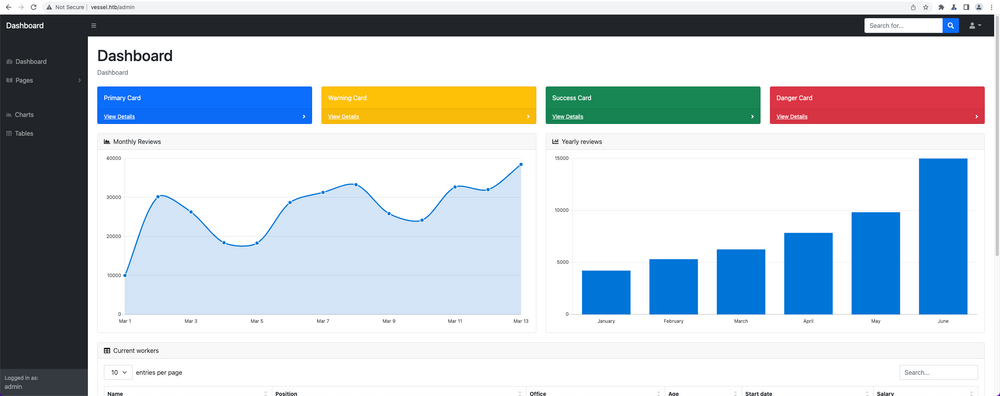 Not Secure | vessel.htb/admin
Dashboard
Search for...
Dashboard
Pages
Charts
Tables
Logged in as:
admin
Dashboard
Dashboard
Primary Card
View Details
Warning Card
View Details
Success Card
View Details
Danger Card
View Details
Monthly Reviews
40000
30000
20000
10000
0
Mar 1 Mar 3 Mar 5 Mar 7 Mar 9 Mar 11 Mar 13
Yearly reviews
15000
10000
5000
0
January February March April May June
Current workers
10 entries per page
Search...
Name Position Office Age Start date Salary